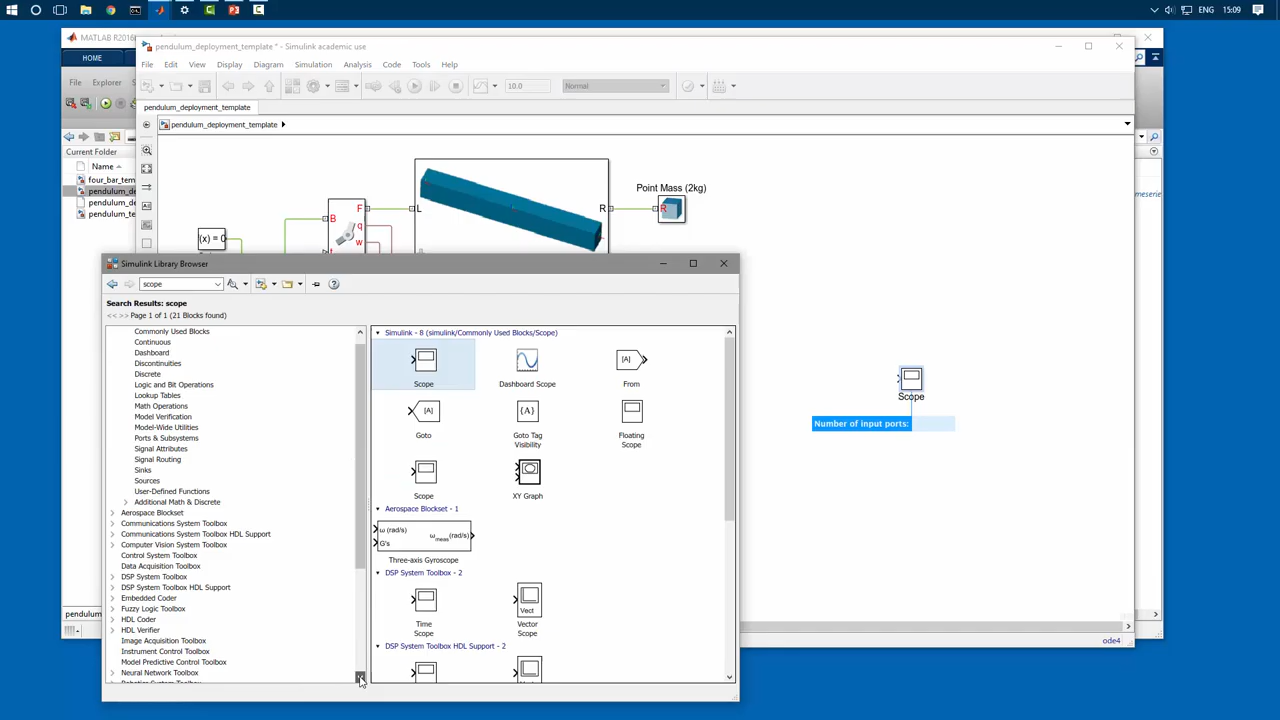 ENG 15:09
MATLAB R2016
pendulum_deployment_template * - Simulink academic use
HOME
File Edit View Display Diagram Simulation Analysis Code Tools Help
File Explorer
10.0 Normal
pendulum_deployment_template
pendulum_deployment_template
Current Folder
Name
four_bar_tem
pendulum_de
pendulum_de
pendulum_te
meserie
Point Mass (2kg)
F
L
R
R
B
q
w
t
(x) = 0
Simulink Library Browser
scope
Search Results: scope
<< >> Page 1 of 1 (21 Blocks found)
Commonly Used Blocks
Continuous
Dashboard
Discontinuities
Discrete
Logic and Bit Operations
Lookup Tables
Math Operations
Model Verification
Model-Wide Utilities
Ports & Subsystems
Signal Attributes
Signal Routing
Sinks
Sources
User-Defined Functions
Additional Math & Discrete
Aerospace Blockset
Communications System Toolbox
Communications System Toolbox HDL Support
Computer Vision System Toolbox
Control System Toolbox
Data Acquisition Toolbox
DSP System Toolbox
DSP System Toolbox HDL Support
Embedded Coder
Fuzzy Logic Toolbox
HDL Coder
HDL Verifier
Image Acquisition Toolbox
Instrument Control Toolbox
Model Predictive Control Toolbox
Neural Network Toolbox
Simulink - 8 (simulink/Commonly Used Blocks/Scope)
Scope
Dashboard Scope
[A]
From
[A]
Goto
{A}
Goto Tag
Visibility
Floating
Scope
Scope
XY Graph
Aerospace Blockset - 1
ω (rad/s)
G's
ω meas (rad/s)
Three-axis Gyroscope
DSP System Toolbox - 2
Time
Scope
Vect
Vector
Scope
DSP System Toolbox HDL Support - 2
Scope
Number of input ports:
pendulum
ode4